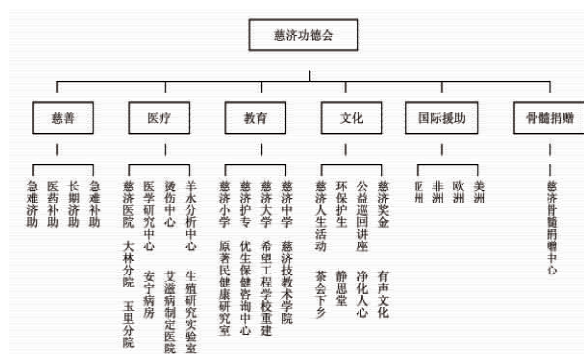 慈济功德会
慈善
医疗
教育
文化
国际援助
骨髓捐赠
急难济助
医药补助
长期济助
急难补助
慈济医院 大林分院 玉里分院
医学研究中心 安宁病房
烫伤中心 艾滋病制定医院
羊水分析中心 生殖研究实验室
慈济小学 原著民健康研究室
慈济护专 优生保健咨询中心
慈济大学 希望工程学校重建
慈济中学 慈济技教术学院
慈济人生活动 茶会下乡
环保护生 静思堂
公益巡回讲座 净化人心
慈济奖金 有声文化
亚洲
非洲
欧洲
美洲
慈济骨髓捐赠中心